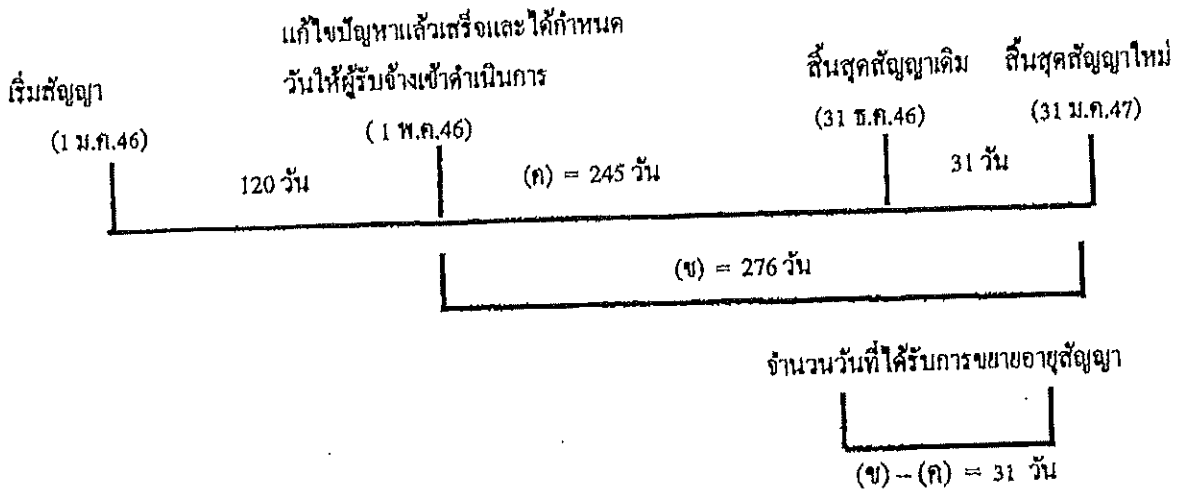 แก้ไขปัญหาแล้วเสร็จและได้กำหนด
วันให้ผู้รับจ้างเข้าดำเนินการ
เริ่มสัญญา
สิ้นสุดสัญญาเดิม
สิ้นสุดสัญญาใหม่
(1 ม.ค.46)
(1 พ.ค.46)
(31 ธ.ค.46)
(31 ม.ค.47)
120 วัน
(ค) = 245 วัน
31 วัน
(ข) = 276 วัน
จำนวนวันที่ได้รับการขยายอายุสัญญา
(ข) – (ค) = 31 วัน